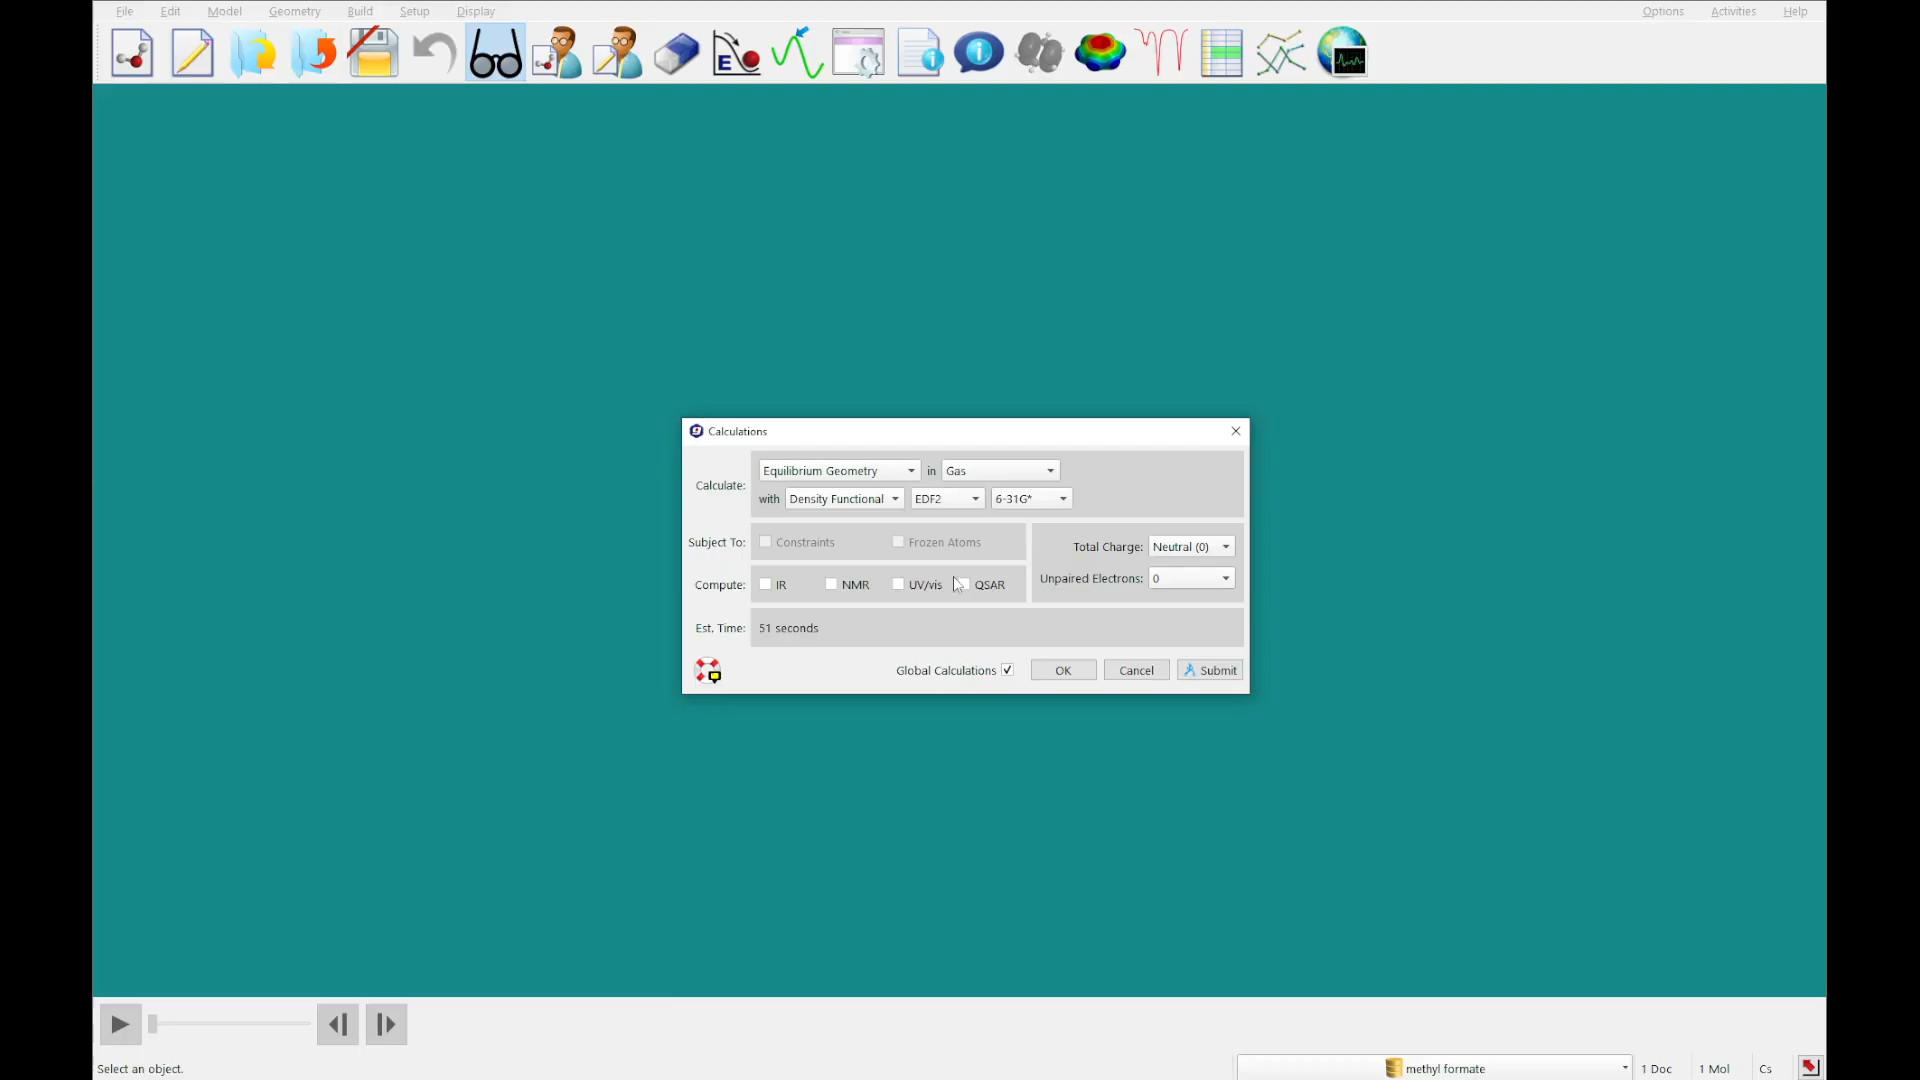 File Edit Model Geometry Build Setup Display Options Activities Help
E
Calculations
Calculate: Equilibrium Geometry in Gas
with Density Functional EDF2 6-31G*
Subject To: Constraints Frozen Atoms
Total Charge: Neutral (0)
Compute: IR NMR UV/vis QSAR
Unpaired Electrons: 0
Est. Time: 51 seconds
Global Calculations OK Cancel Submit
Select an object. methyl formate 1 Doc 1 Mol Cs